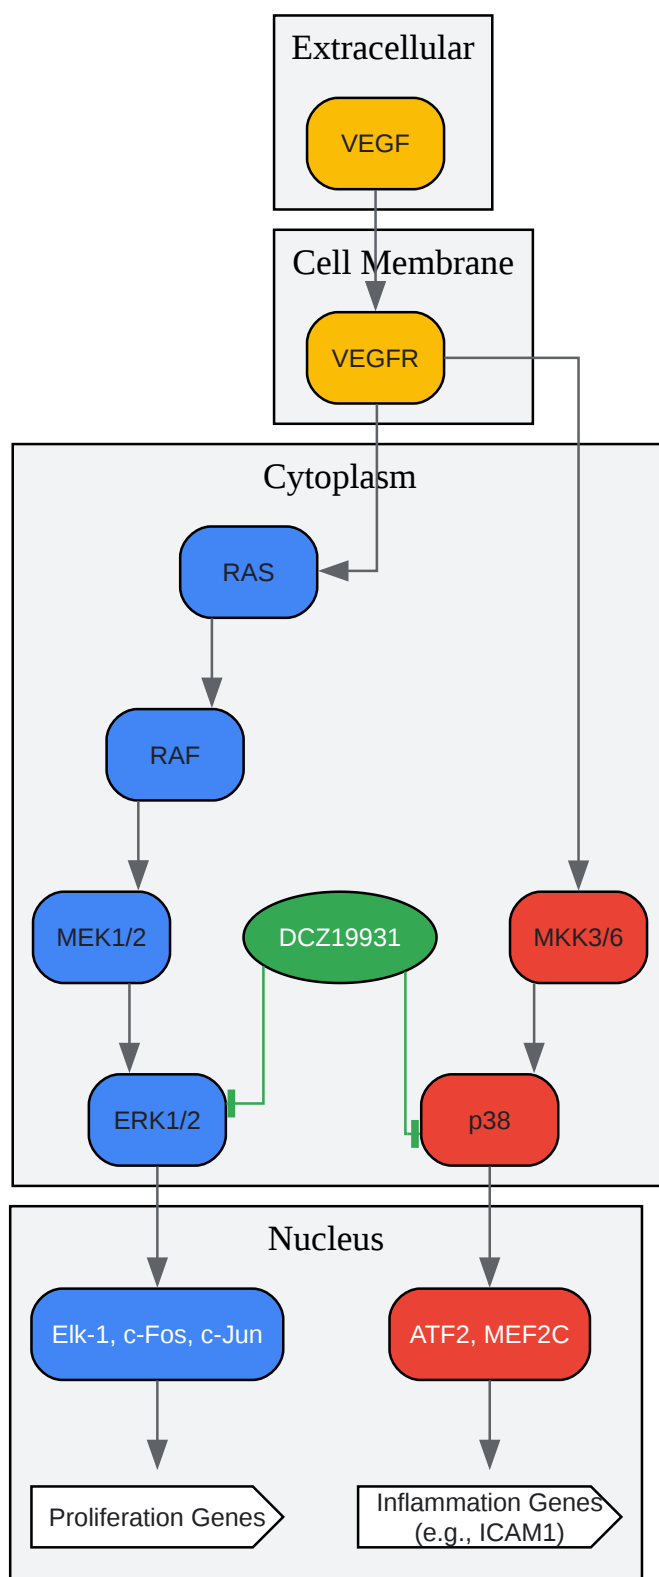 Extracellular
VEGF
Cell Membrane
VEGFR
Cytoplasm
RAS
RAF
MEK1/2
DCZ19931
MKK3/6
ERK1/2
p38
Nucleus
Elk-1, c-Fos, c-Jun
ATF2, MEF2C
Proliferation Genes
Inflammation Genes
(e.g., ICAM1)